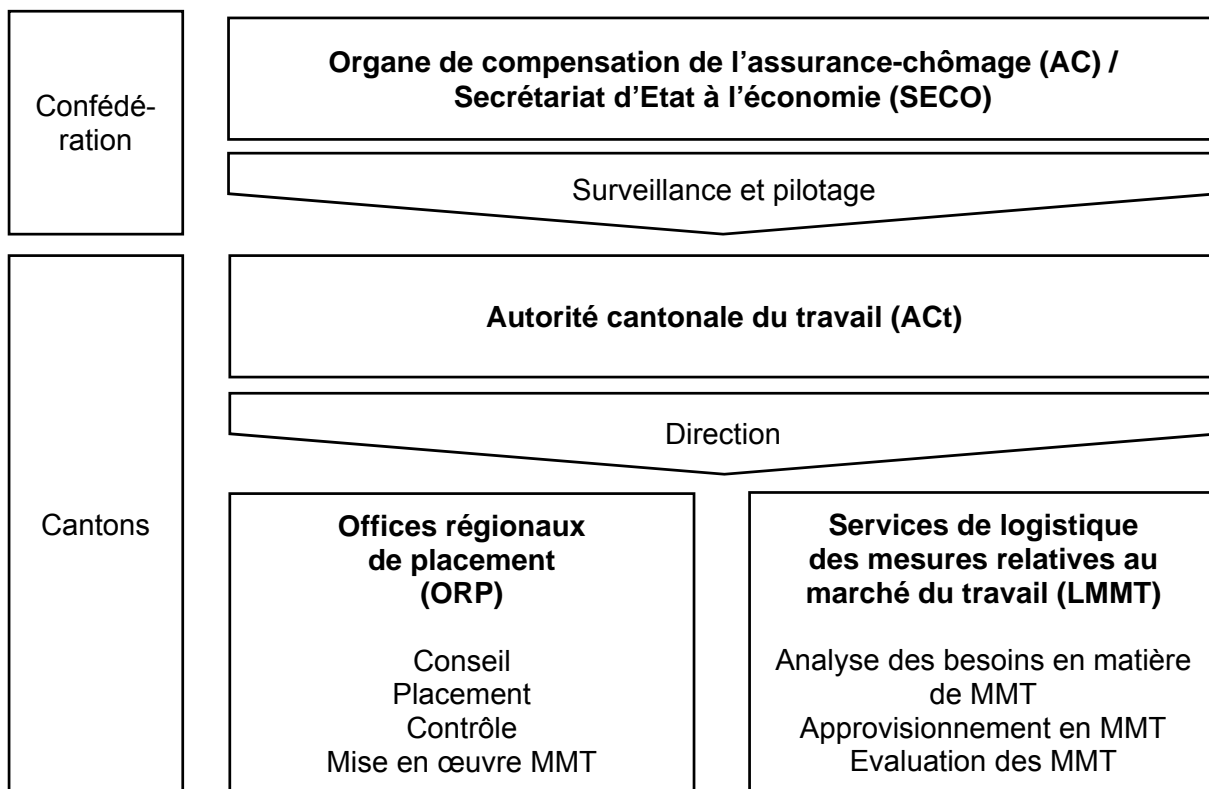 Confédé-
ration
Organe de compensation de l’assurance-chômage (AC) /
Secrétariat d’Etat à l’économie (SECO)
Surveillance et pilotage
Cantons
Autorité cantonale du travail (ACt)
Direction
Offices régionaux
de placement
(ORP)
Conseil
Placement
Contrôle
Mise en œuvre MMT
Services de logistique
des mesures relatives au
marché du travail (LMMT)
Analyse des besoins en matière
de MMT
Approvisionnement en MMT
Evaluation des MMT